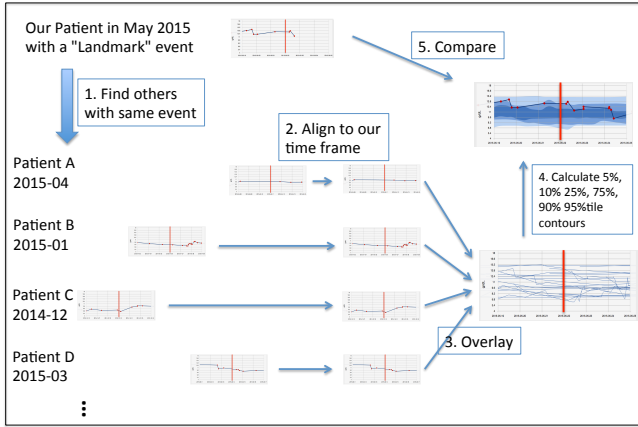 Our Patient in May 2015
with a "Landmark" event
5. Compare
1. Find others
with same event
2. Align to our
time frame
Patient A
2015-04
4. Calculate 5%,
10% 25%, 75%,
90% 95%tile
contours
Patient B
2015-01
Patient C
2014-12
3. Overlay
Patient D
2015-03